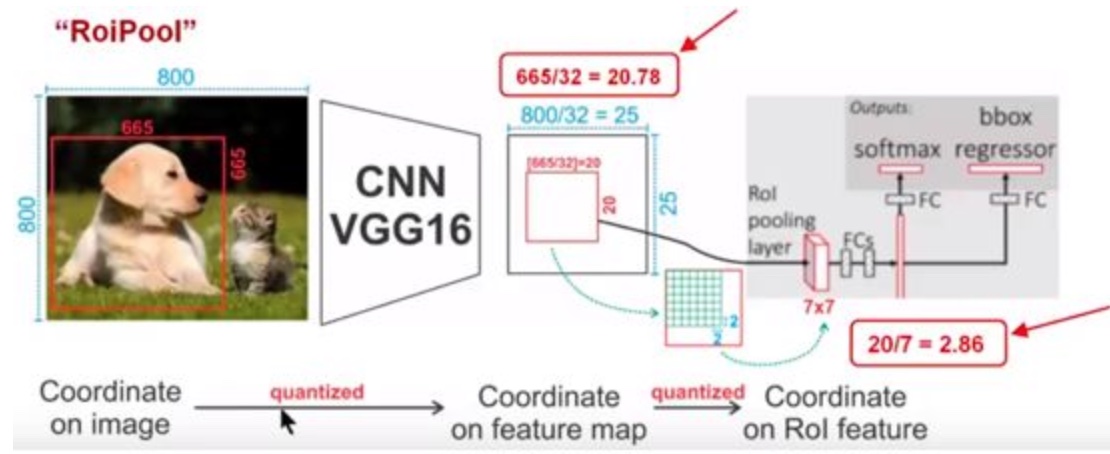 “RoiPool”
800
800
665
665
CNN
VGG16
665/32 = 20.78
800/32 = 25
25
[665/32]=20
20
2
2
RoI
pooling
layer
FCs
7x7
Outputs:
softmax
bbox
regressor
FC
FC
20/7 = 2.86
Coordinate
on image
quantized
Coordinate
on feature map
quantized
Coordinate
on RoI feature